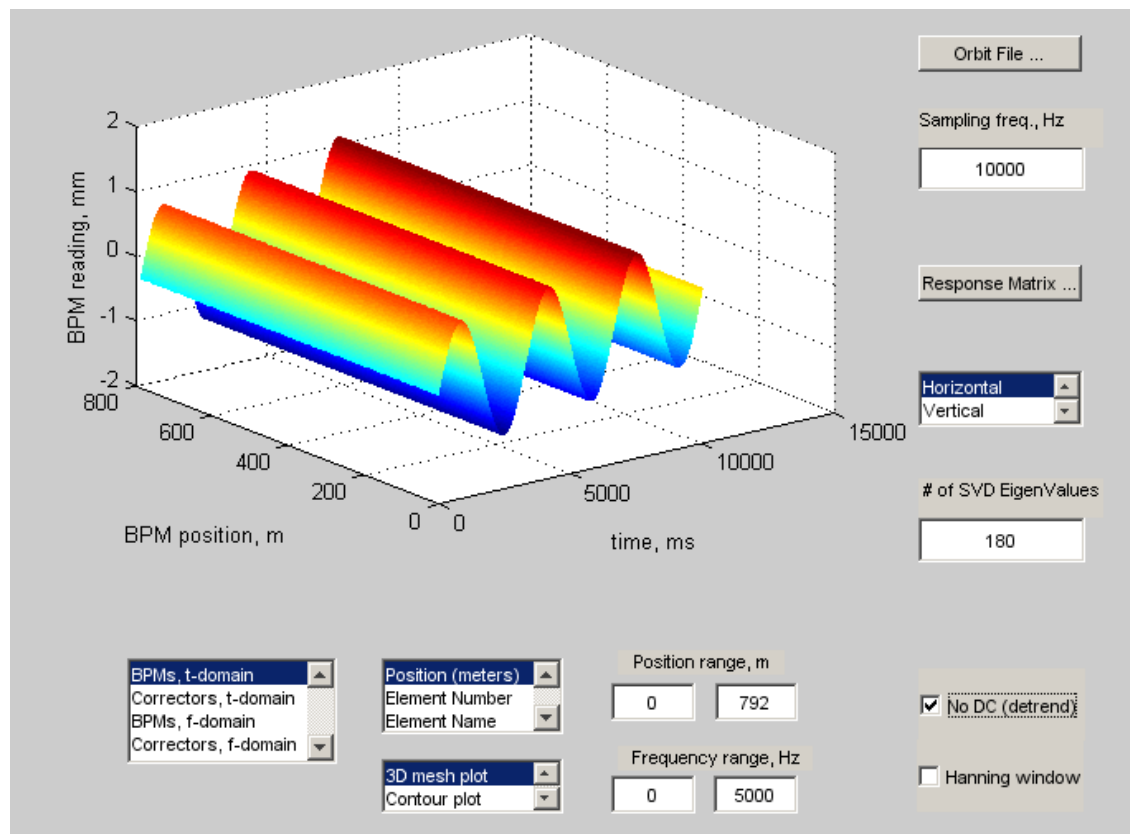 2
1
0
-1
-2
BPM reading, mm
800
600
400
200
0
BPM position, m
0
5000
10000
15000
time, ms
Orbit File ...
Sampling freq., Hz
10000
Response Matrix ...
Horizontal
Vertical
# of SVD EigenValues
180
BPMs, t-domain
Correctors, t-domain
BPMs, f-domain
Correctors, f-domain
Position (meters)
Element Number
Element Name
3D mesh plot
Contour plot
Position range, m
0 792
Frequency range, Hz
0 5000
No DC (detrend)
Hanning window